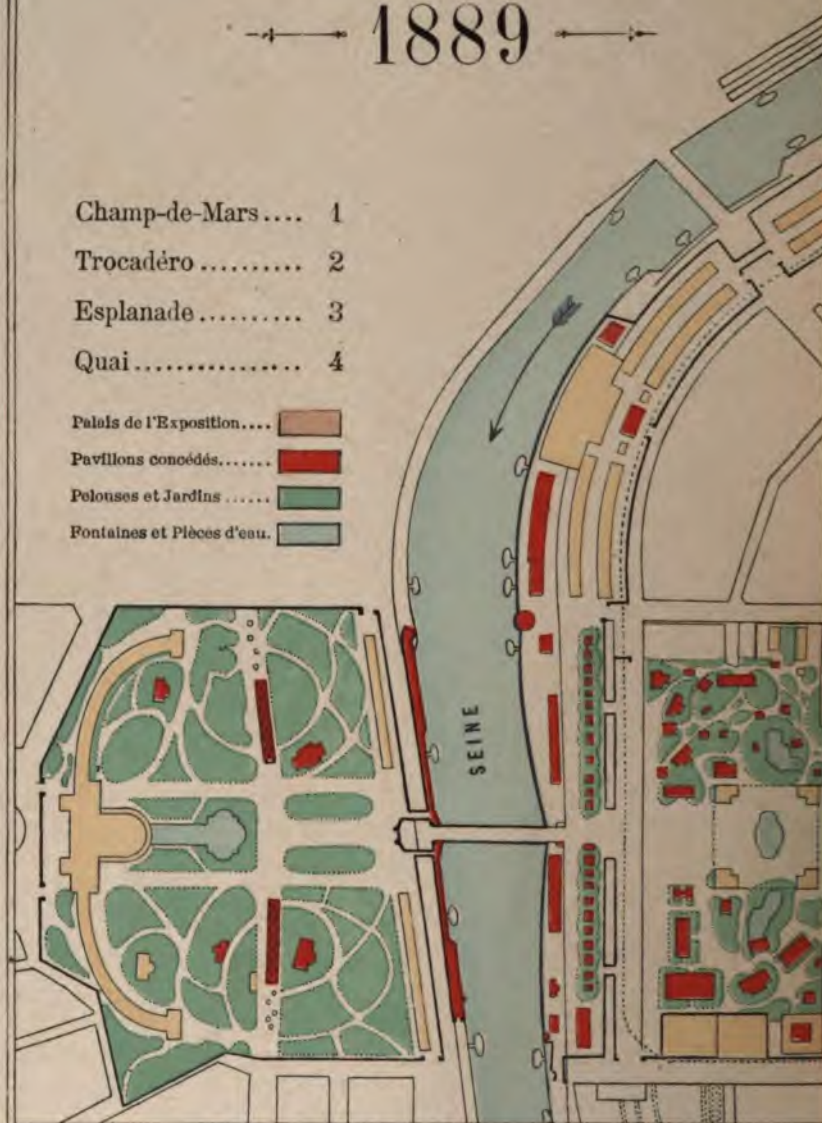 1889
Champ-de-Mars.... 1
Trocadéro.......... 2
Esplanade.......... 3
Quai............... 4
Palais de l'Exposition....
Pavillons concédés.......
Pelouses et Jardins ......
Fontaines et Pièces d'eau.
SEINE